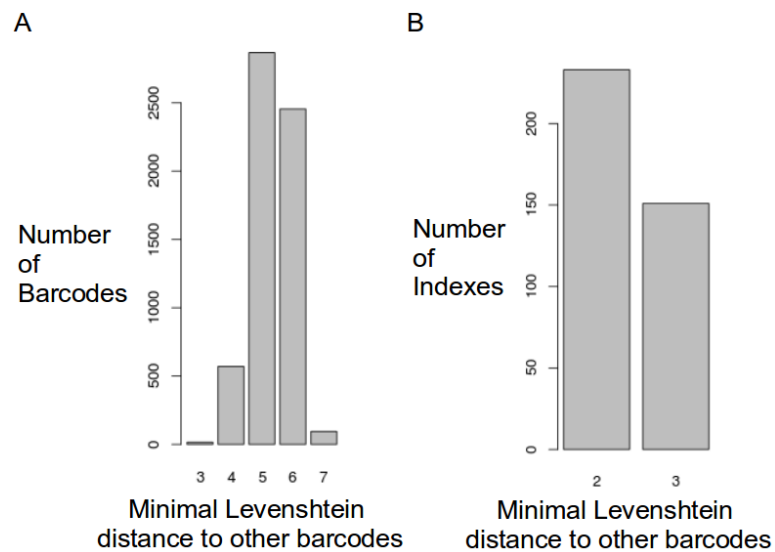 A
Number
of
Barcodes
0
500
1000
1500
2000
2500
3 4 5 6 7
Minimal Levenshtein
distance to other barcodes
B
Number
of
Indexes
0
50
100
150
200
2 3
Minimal Levenshtein
distance to other barcodes